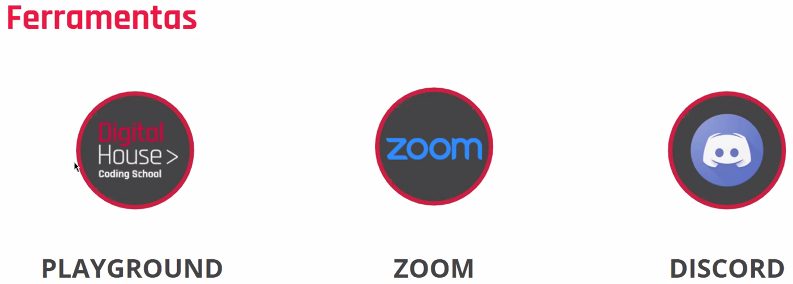 Ferramentas
Digital
House >
Coding School
zoom
PLAYGROUND
ZOOM
DISCORD